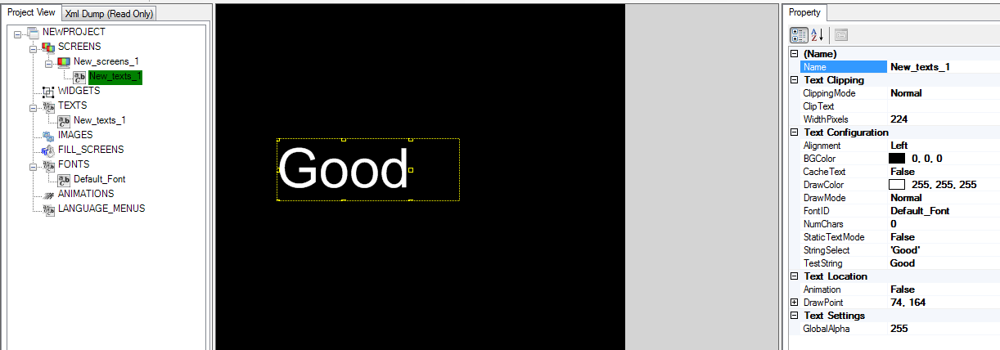 Project View
Xml Dump (Read Only)
NEWPROJECT
SCREENS
New_screens_1
New_texts_1
WIDGETS
TEXTS
New_texts_1
IMAGES
FILL_SCREENS
FONTS
Default_Font
ANIMATIONS
LANGUAGE_MENUS
Good
Property
(Name)
Name New_texts_1
Text Clipping
ClippingMode Normal
ClipText
WidthPixels 224
Text Configuration
Alignment Left
BGColor 0, 0, 0
CacheText False
DrawColor 255, 255, 255
DrawMode Normal
FontID Default_Font
NumChars 0
StaticTextMode False
StringSelect 'Good'
TestString Good
Text Location
Animation False
DrawPoint 74, 164
Text Settings
GlobalAlpha 255